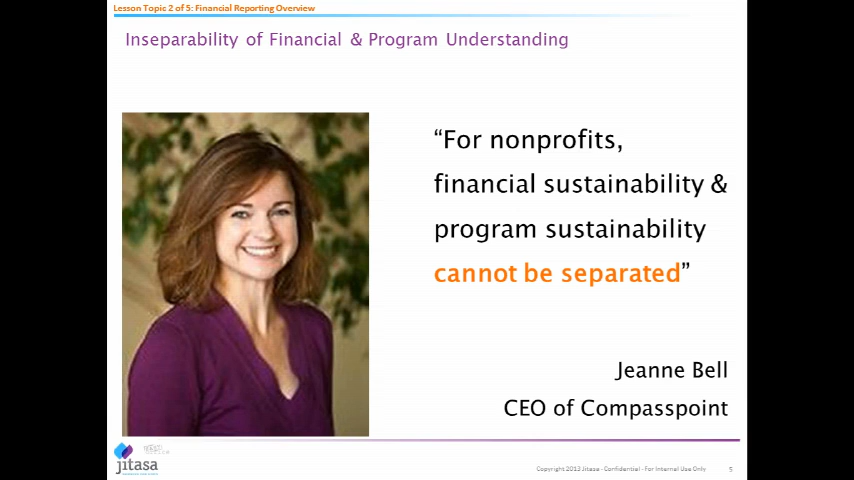 Lesson Topic 2 of 5: Financial Reporting Overview
Inseparability of Financial & Program Understanding
“For nonprofits,
financial sustainability &
program sustainability
cannot be separated”
Jeanne Bell
CEO of Compasspoint
jitasa
Copyright 2013 Jitasa - Confidential - For Internal Use Only
5